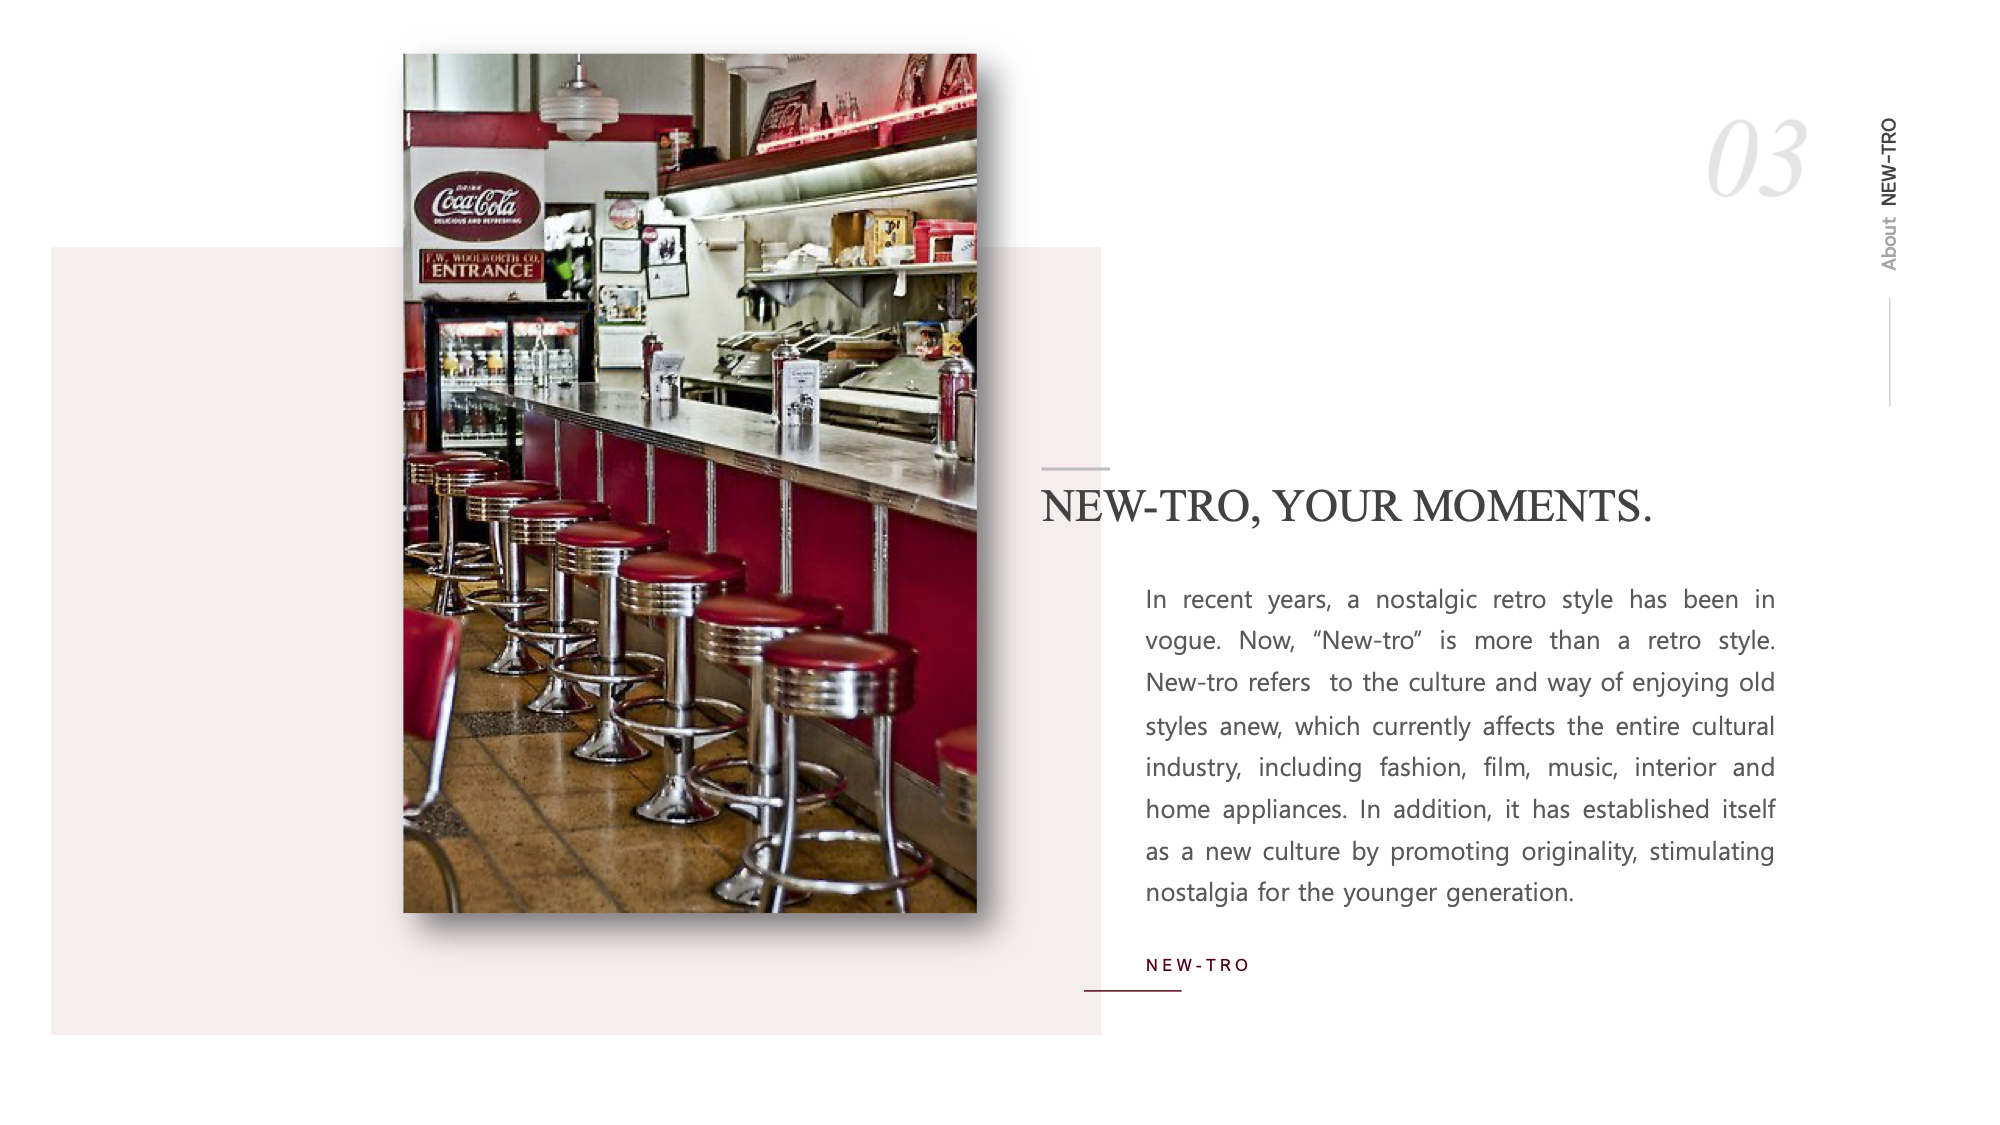 03
About NEW-TRO
DRINK
Coca-Cola
DELICIOUS AND REFRESHING
F.W. WOOLWORTH CO.
ENTRANCE
NEW-TRO, YOUR MOMENTS.
In recent years, a nostalgic retro style has been in
vogue. Now, “New-tro” is more than a retro style.
New-tro refers  to the culture and way of enjoying old
styles anew, which currently affects the entire cultural
industry, including fashion, film, music, interior and
home appliances. In addition, it has established itself
as a new culture by promoting originality, stimulating
nostalgia for the younger generation.
NEW-TRO